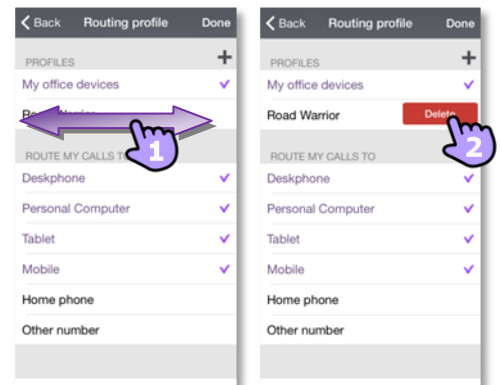 Back Routing profile Done
PROFILES +
My office devices
Road Warrior
1
ROUTE MY CALLS TO
Deskphone
Personal Computer
Tablet
Mobile
Home phone
Other number
Back Routing profile Done
PROFILES +
My office devices
Road Warrior Delete
2
ROUTE MY CALLS TO
Deskphone
Personal Computer
Tablet
Mobile
Home phone
Other number